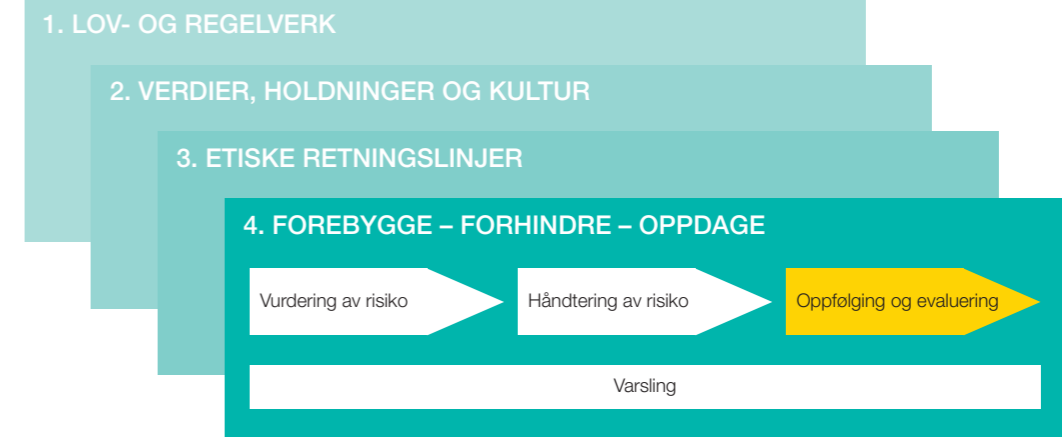 1. LOV- OG REGELVERK
2. VERDIER, HOLDNINGER OG KULTUR
3. ETISKE RETNINGSLINJER
4. FOREBYGGE – FORHINDRE – OPPDAGE
Vurdering av risiko
Håndtering av risiko
Oppfølging og evaluering
Varsling